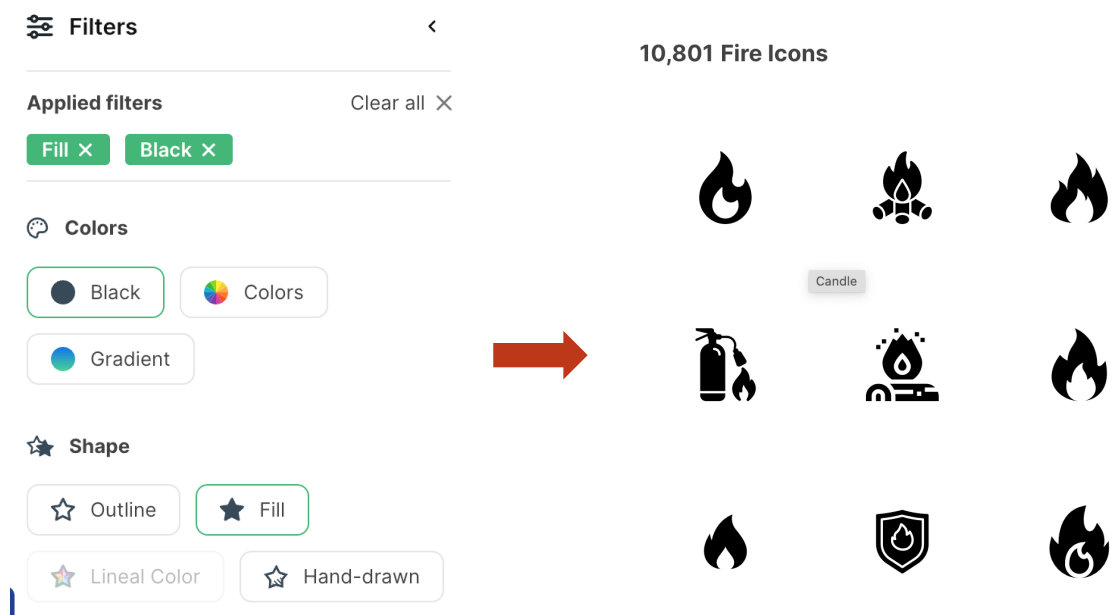 Filters
10,801 Fire Icons
Applied filters
Clear all
Fill
Black
Colors
Black
Colors
Candle
Gradient
Shape
Outline
Fill
Lineal Color
Hand-drawn